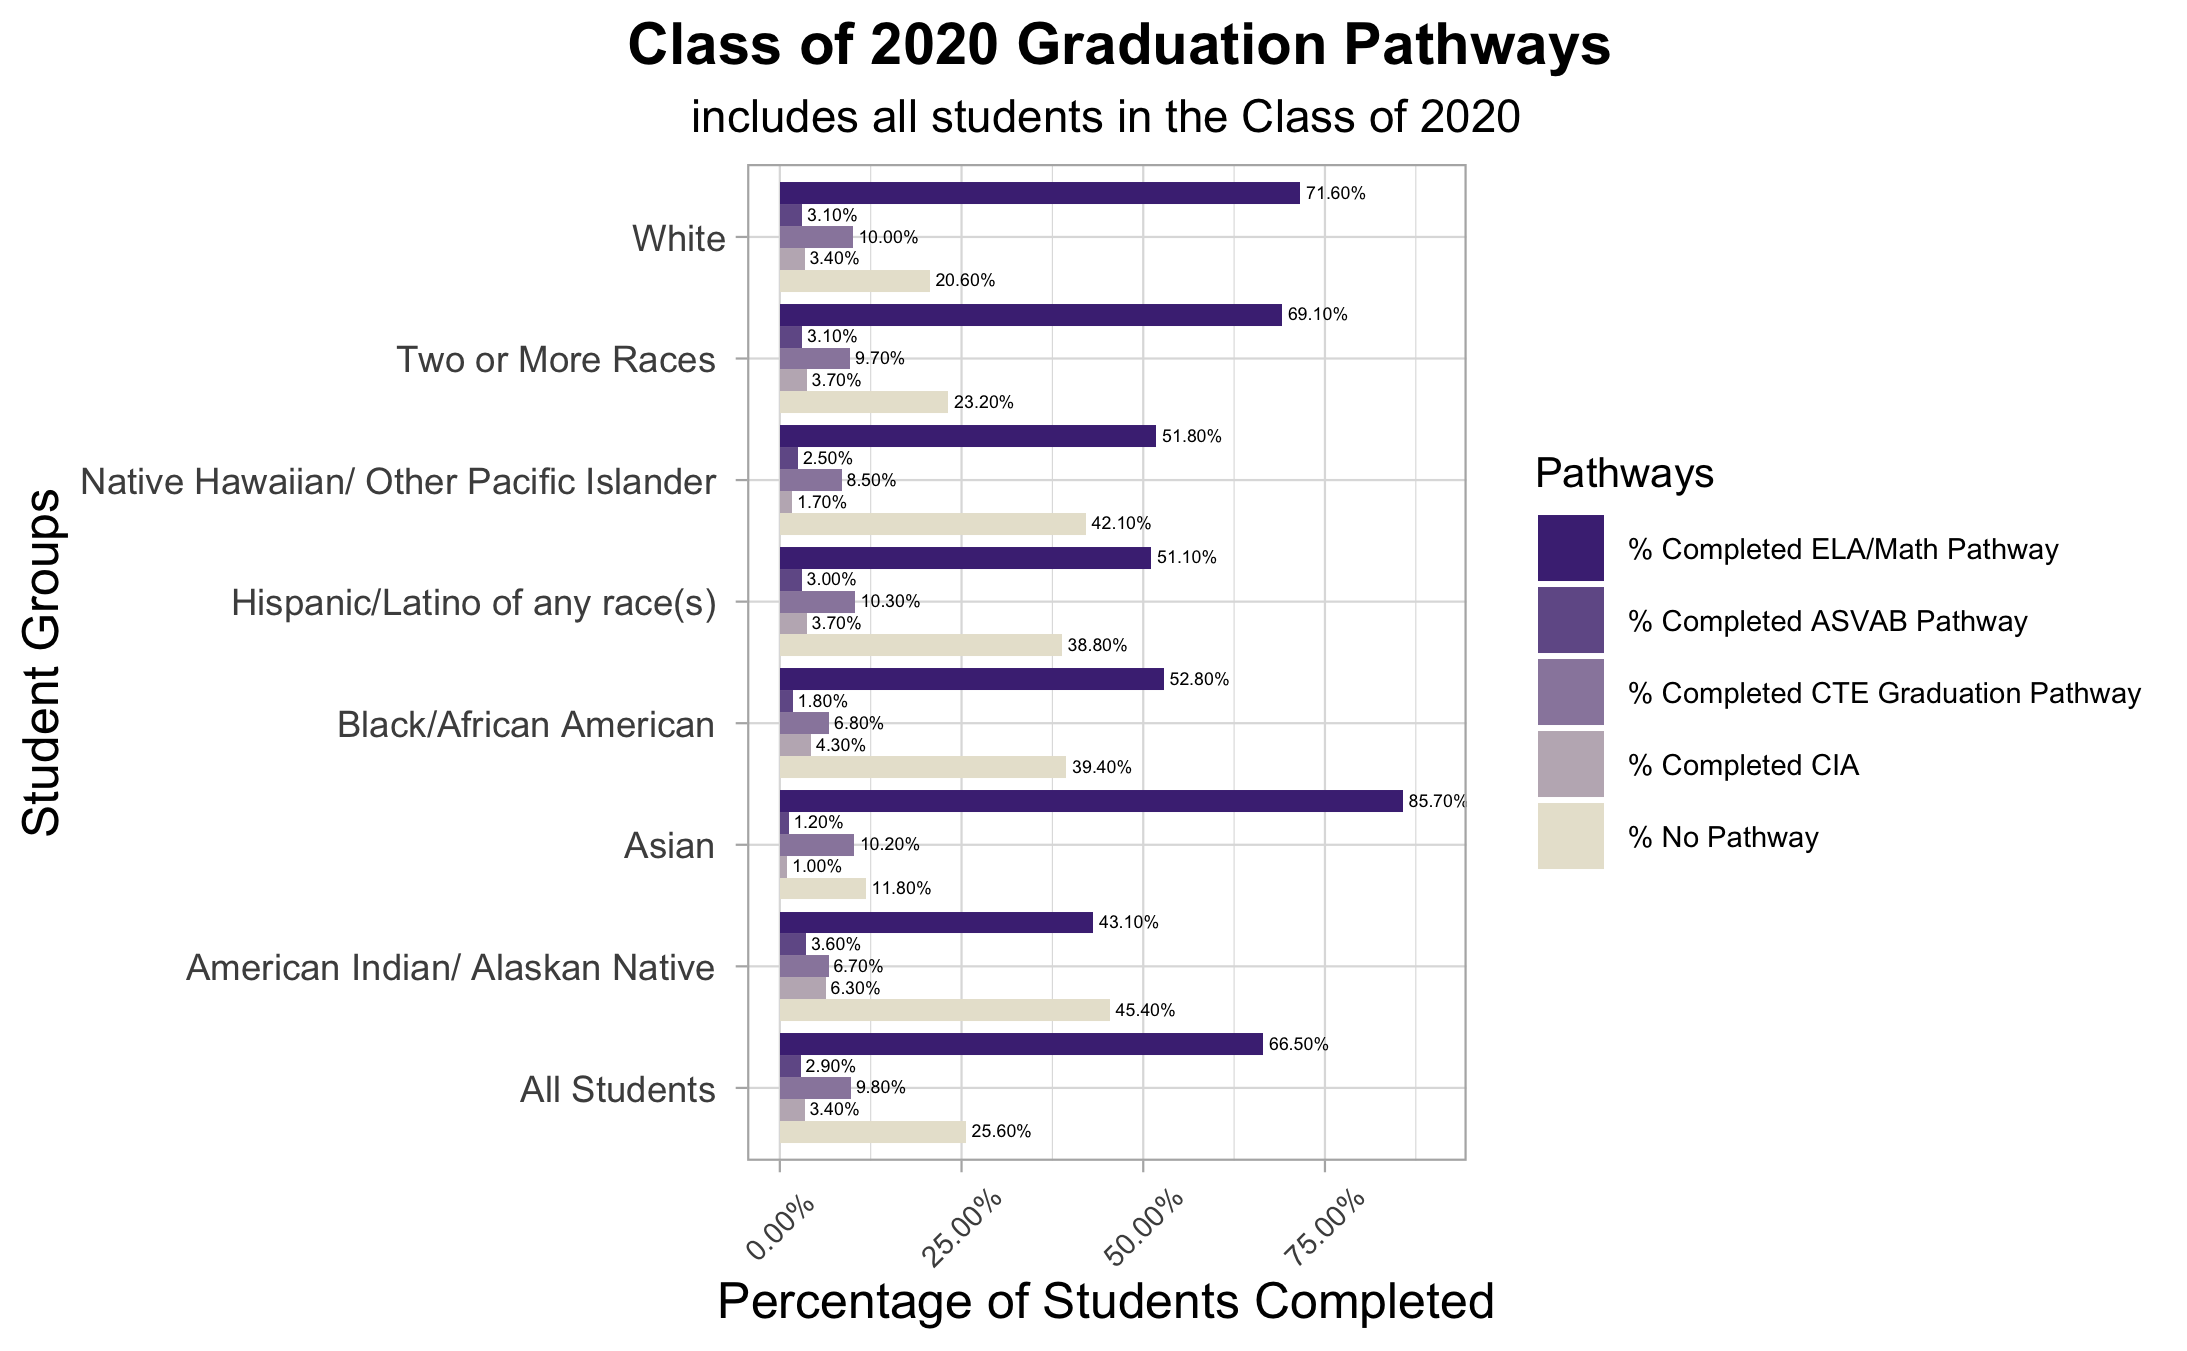 Class of 2020 Graduation Pathways
includes all students in the Class of 2020
Student Groups
White
71.60%
3.10%
10.00%
3.40%
20.60%
Two or More Races
69.10%
3.10%
9.70%
3.70%
23.20%
Native Hawaiian/ Other Pacific Islander
51.80%
2.50%
8.50%
1.70%
42.10%
Hispanic/Latino of any race(s)
51.10%
3.00%
10.30%
3.70%
38.80%
Black/African American
52.80%
1.80%
6.80%
4.30%
39.40%
Asian
85.70%
1.20%
10.20%
1.00%
11.80%
American Indian/ Alaskan Native
43.10%
3.60%
6.70%
6.30%
45.40%
All Students
66.50%
2.90%
9.80%
3.40%
25.60%
0.00%
25.00%
50.00%
75.00%
Percentage of Students Completed
Pathways
% Completed ELA/Math Pathway
% Completed ASVAB Pathway
% Completed CTE Graduation Pathway
% Completed CIA
% No Pathway